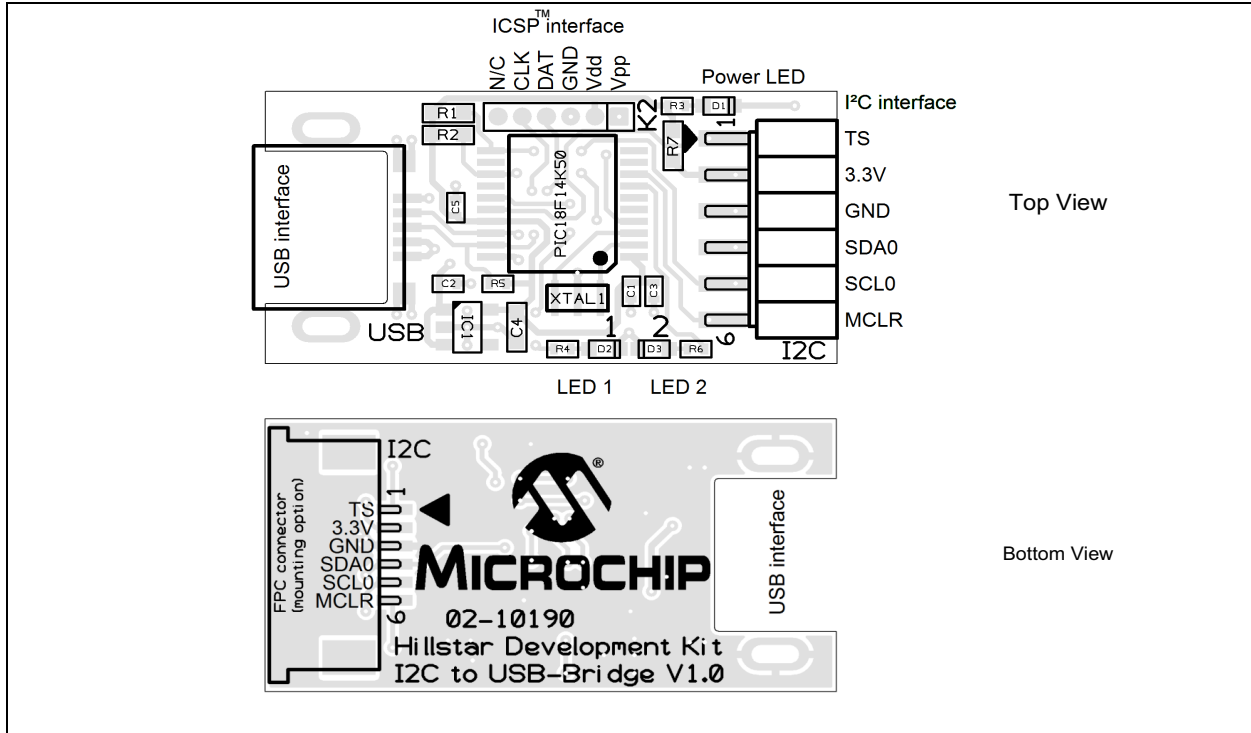 ICSP™ interface
N/C
CLK
DAT
GND
Vdd
Vpp
Power LED
I²C interface
R1
R2
K2
R3
D1
1
R7
TS
3.3V
GND
SDA0
SCL0
MCLR
Top View
USB interface
C5
PIC18F14K50
C2
R5
XTAL1
C1
C3
USB
IC1
C4
1
2
6
R4
D2
D3
R6
I2C
LED 1
LED 2
I2C
FPC connector
(mounting option)
1
TS
3.3V
GND
SDA0
SCL0
MCLR
6
®
MICROCHIP
02-10190
Hillstar Development Kit
I2C to USB-Bridge V1.0
USB interface
Bottom View